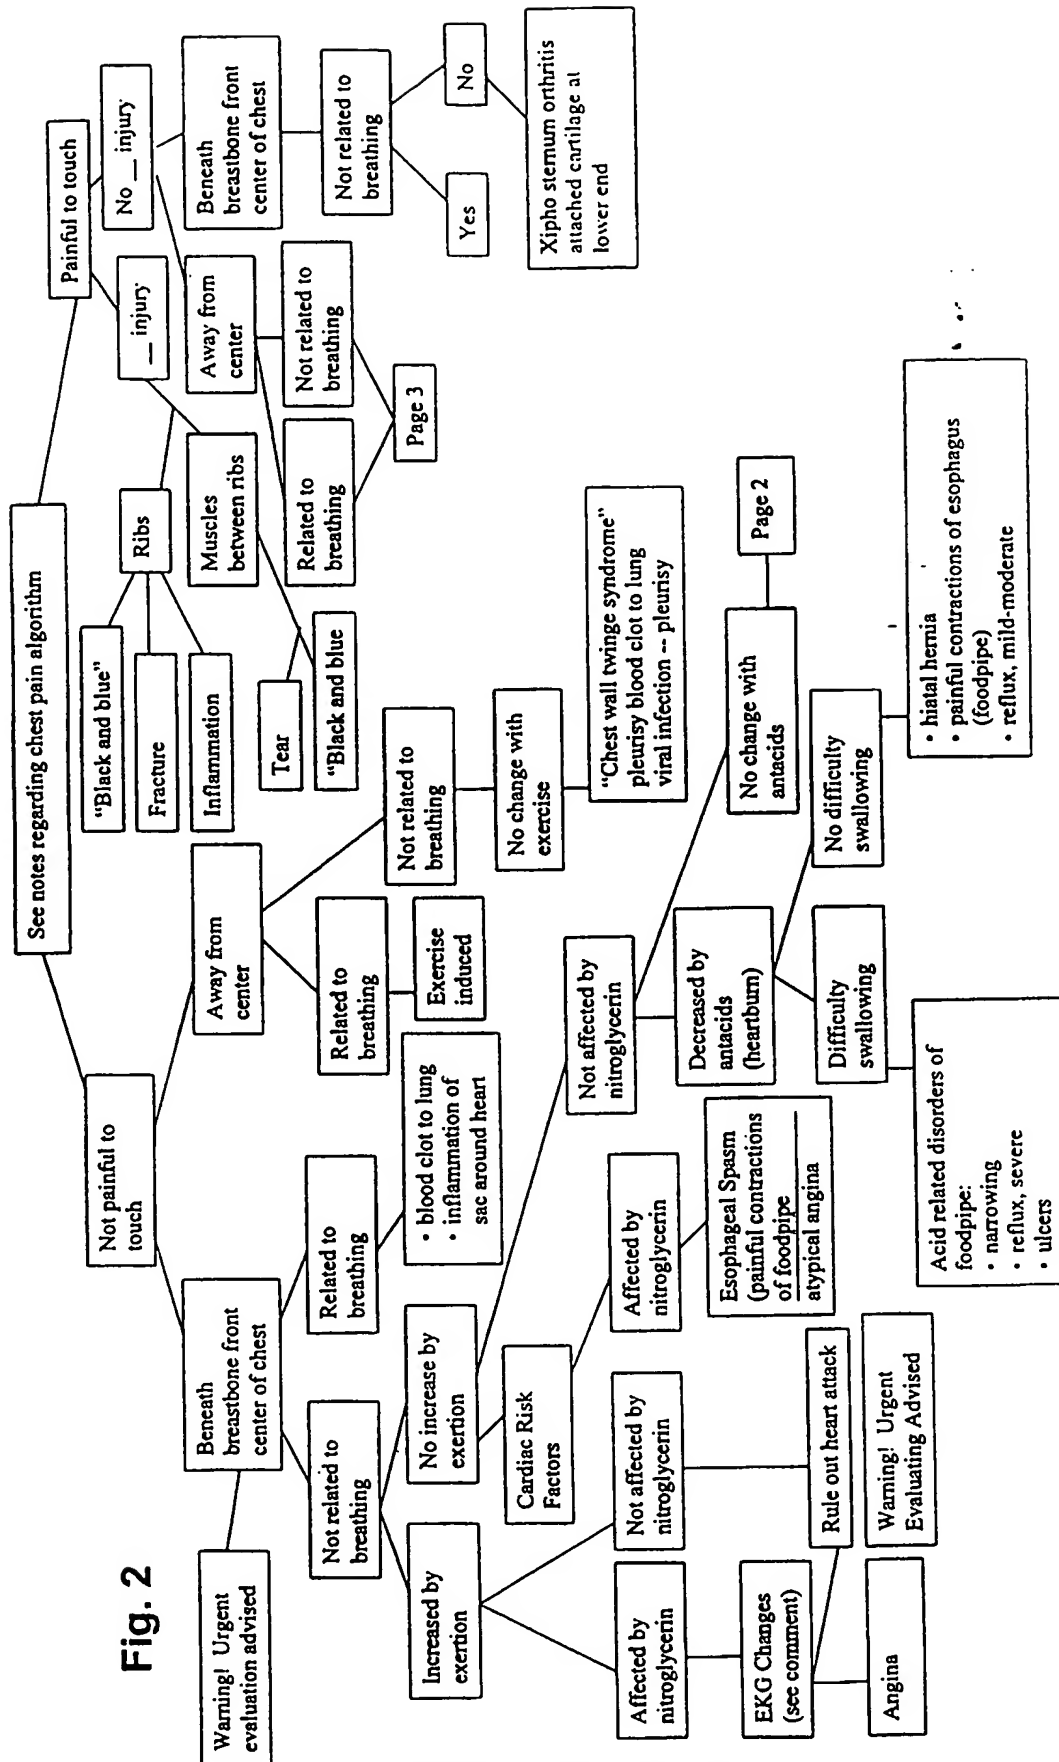 Fig. 2
See notes regarding chest pain algorithm
Not painful to
touch
Painful to touch
Warning! Urgent
evaluation advised
Beneath
breastbone front
center of chest
Away from
center
"Black and blue"
Fracture
Inflammation
Ribs
__ injury
No __ injury
Muscles
between ribs
Tear
"Black and blue
Away from
center
Beneath
breastbone front
center of chest
Related to
breathing
Not related to
breathing
Page 3
Not related to
breathing
Yes
No
Xipho sternum orthritis
attached cartilage at
lower end
Not related to
breathing
Related to
breathing
• blood clot to lung
• inflammation of
sac around heart
Related to
breathing
Exercise
induced
Not related to
breathing
No change with
exercise
"Chest wall twinge syndrome"
pleurisy blood clot to lung
viral infection -- pleurisy
Increased by
exertion
No increase by
exertion
Cardiac Risk
Factors
Affected by
nitroglycerin
Not affected by
nitroglycerin
Affected by
nitroglycerin
Not affected by
nitroglycerin
EKG Changes
(see comment)
Angina
Rule out heart attack
Warning! Urgent
Evaluating Advised
Esophageal Spasm
(painful contractions
of foodpipe
atypical angina
Decreased by
antacids
(heartburn)
No change with
antacids
Page 2
Difficulty
swallowing
No difficulty
swallowing
Acid related disorders of
foodpipe:
• narrowing
• reflux, severe
• ulcers
• hiatal hernia
• painful contractions of esophagus
(foodpipe)
• reflux, mild-moderate